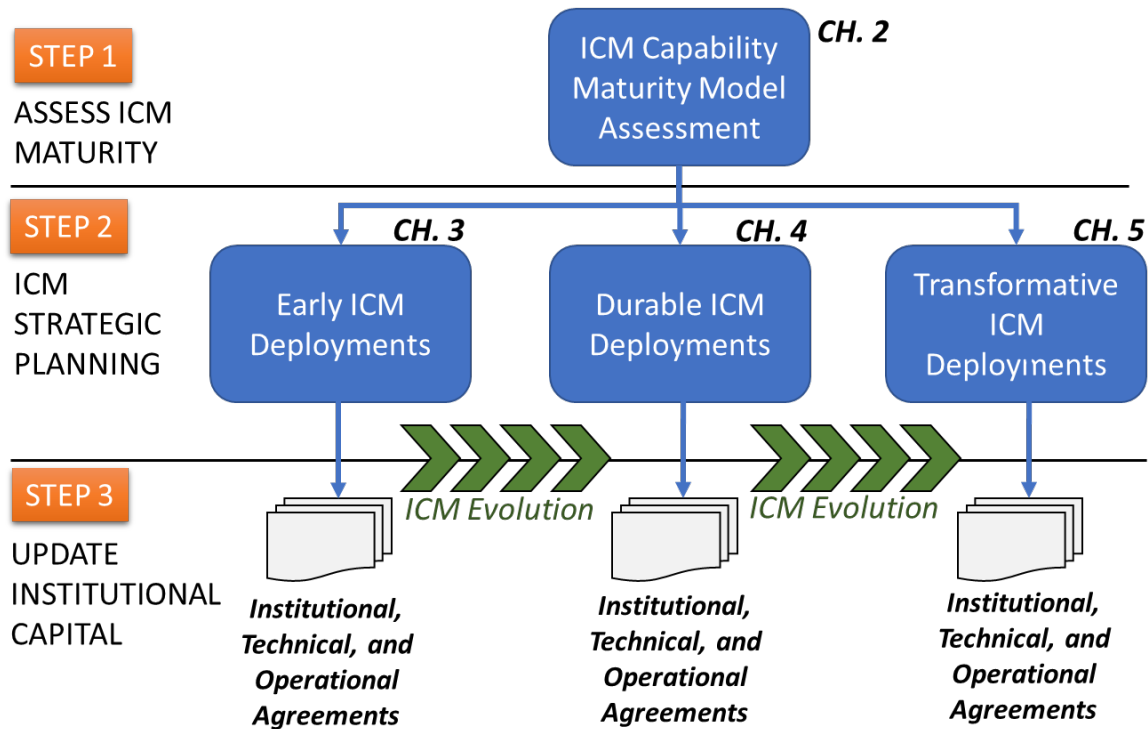 STEP 1
ASSESS ICM
MATURITY
ICM Capability
Maturity Model
Assessment
CH. 2
STEP 2
ICM
STRATEGIC
PLANNING
CH. 3
Early ICM
Deployments
CH. 4
Durable ICM
Deployments
CH. 5
Transformative
ICM
Deployments
STEP 3
UPDATE
INSTITUTIONAL
CAPITAL
ICM Evolution
ICM Evolution
Institutional,
Technical, and
Operational
Agreements
Institutional,
Technical, and
Operational
Agreements
Institutional,
Technical, and
Operational
Agreements